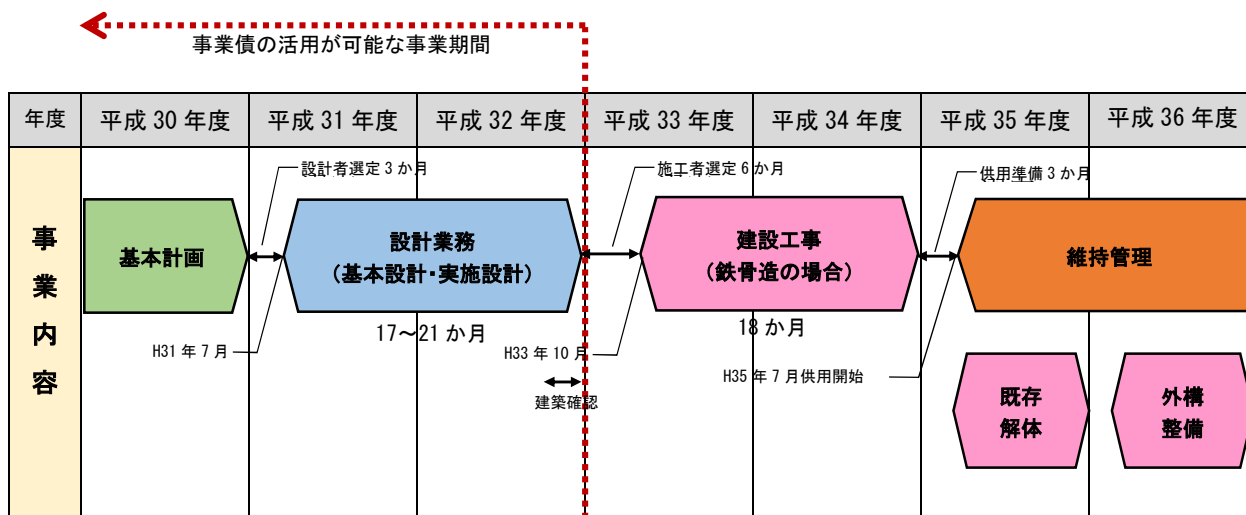 事業債の活用が可能な事業期間
年度
平成 30 年度
平成 31 年度
平成 32 年度
平成 33 年度
平成 34 年度
平成 35 年度
平成 36 年度
設計者選定 3 か月
施工者選定 6 か月
供用準備 3 か月
事業内容
基本計画
設計業務
（基本設計・実施設計）
建設工事
（鉄骨造の場合）
維持管理
17～21 か月
18 か月
H31 年 7 月
H33 年 10 月
H35 年 7 月供用開始
建築確認
既存
解体
外構
整備